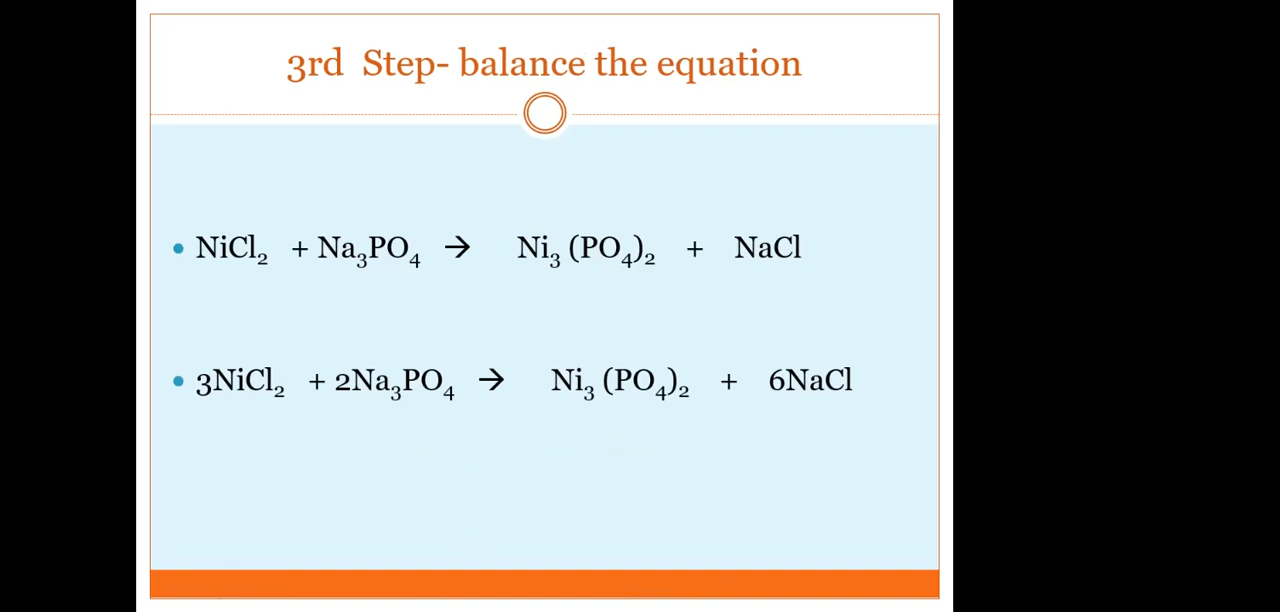 3rd Step- balance the equation
• NiCl₂ + Na₃PO₄ → Ni₃ (PO₄)₂ + NaCl
• 3NiCl₂ + 2Na₃PO₄ → Ni₃ (PO₄)₂ + 6NaCl